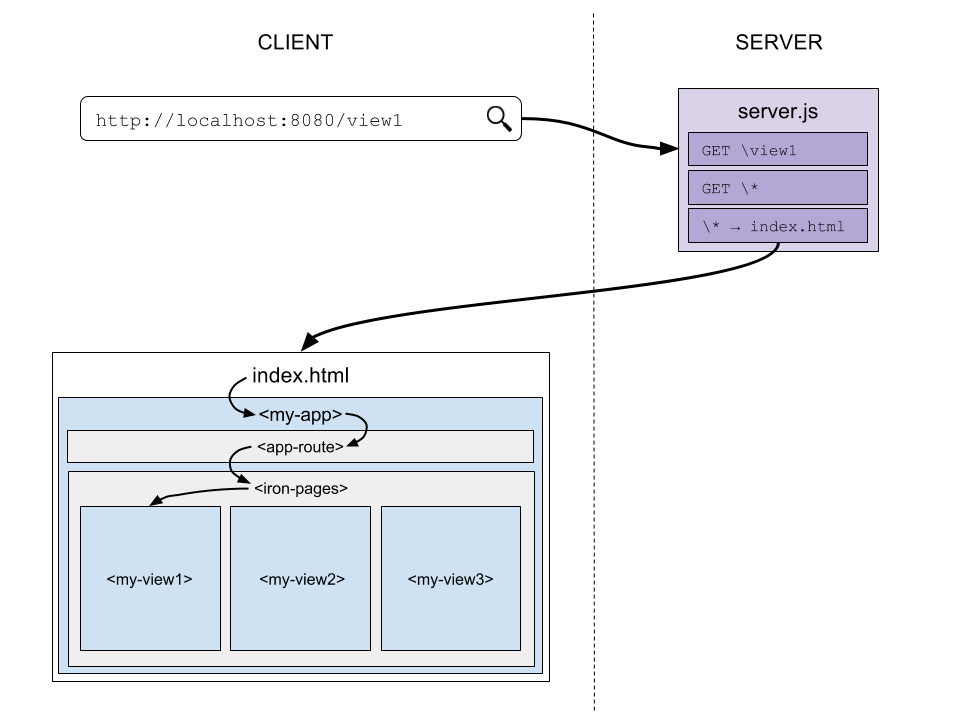 CLIENT
SERVER
http://localhost:8080/view1
server.js
GET \view1
GET \*
\* → index.html
index.html
<my-app>
<app-route>
<iron-pages>
<my-view1>
<my-view2>
<my-view3>